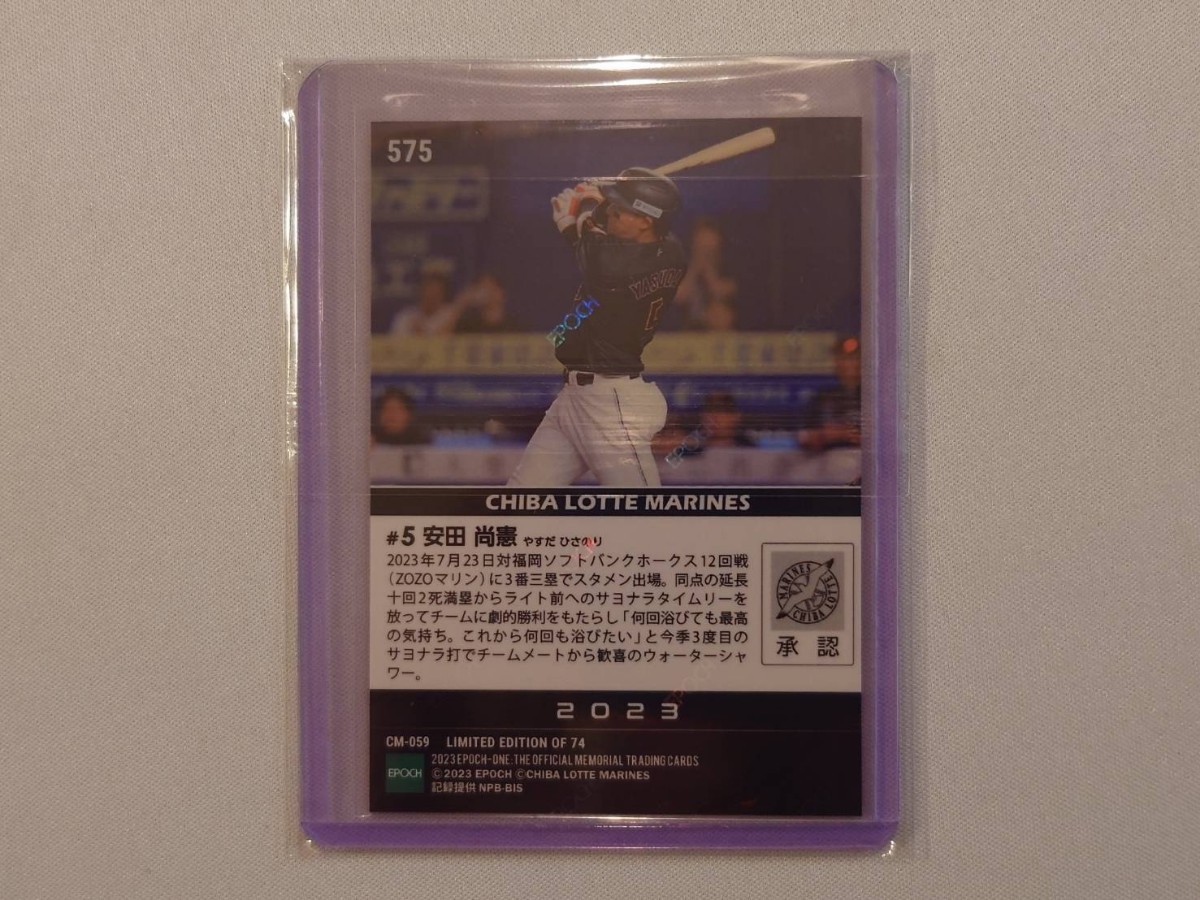 575
YASUDA
5
EPOCH
EPOCH
CHIBA LOTTE MARINES
#5 安田 尚憲 やすだ ひさのり
2023年7月23日対福岡ソフトバンクホークス12回戦
(ZOZOマリン)に3番三塁でスタメン出場。同点の延長
十回2死満塁からライト前へのサヨナラタイムリーを
放ってチームに劇的勝利をもたらし「何回浴びても最高
の気持ち。これから何回も浴びたい」と今季3度目の
サヨナラ打でチームメートから歓喜のウォーターシャ
ワー。
MARINES
LOTTE
CHIBA
承 認
2023
CM-059 LIMITED EDITION OF 74
EPOCH
2023 EPOCH-ONE: THE OFFICIAL MEMORIAL TRADING CARDS
©2023 EPOCH ©CHIBA LOTTE MARINES
記録提供 NPB-BIS